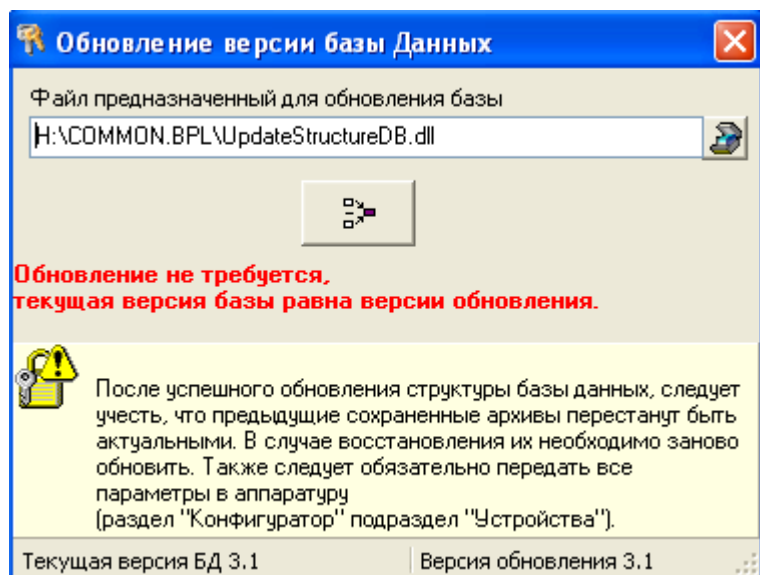 Обновление версии базы Данных
Файл предназначенный для обновления базы
H:\COMMON.BPL\UpdateStructureDB.dll
Обновление не требуется,
текущая версия базы равна версии обновления.
После успешного обновления структуры базы данных, следует
учесть, что предыдущие сохраненные архивы перестанут быть
актуальными. В случае восстановления их необходимо заново
обновить. Также следует обязательно передать все
параметры в аппаратуру
(раздел "Конфигуратор" подраздел "Устройства").
Текущая версия БД 3.1
Версия обновления 3.1